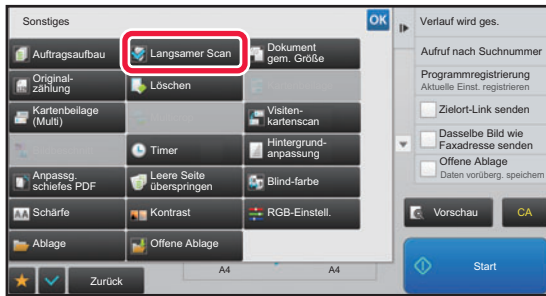 Sonstiges
OK
Auftragsaufbau
Langsamer Scan
Dokument
gem. Größe
Original-
zählung
Löschen
Kartenbeilage
(Multi)
Visiten-
kartenscan
Timer
Hintergrund-
anpassung
Anpassg.
schiefes PDF
Leere Seite
überspringen
Blind-farbe
AA Schärfe
Kontrast
RGB-Einstell.
Ablage
Offene Ablage
Zurück
A4
A4
Verlauf wird ges.
Aufruf nach Suchnummer
Programmregistrierung
Aktuelle Einst. registrieren
Zielort-Link senden
Dasselbe Bild wie
Faxadresse senden
Offene Ablage
Daten vorüberg. speichern
Vorschau
CA
Start